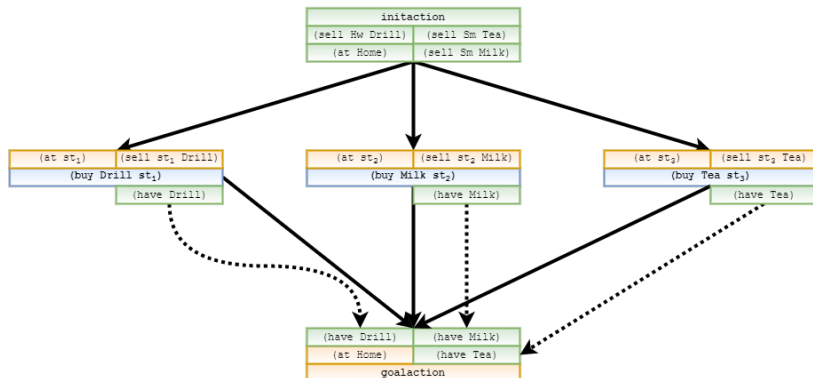 initaction
(sell Hw Drill) (sell Sm Tea)
(at Home) (sell Sm Milk)
(at st₁) (sell st₁ Drill) (at st₂) (sell st₂ Milk) (at st₃) (sell st₃ Tea)
(buy Drill st₁) (buy Milk st₂) (buy Tea st₃)
(have Drill) (have Milk) (have Tea)
(have Drill) (have Milk)
(at Home) (have Tea)
goalaction